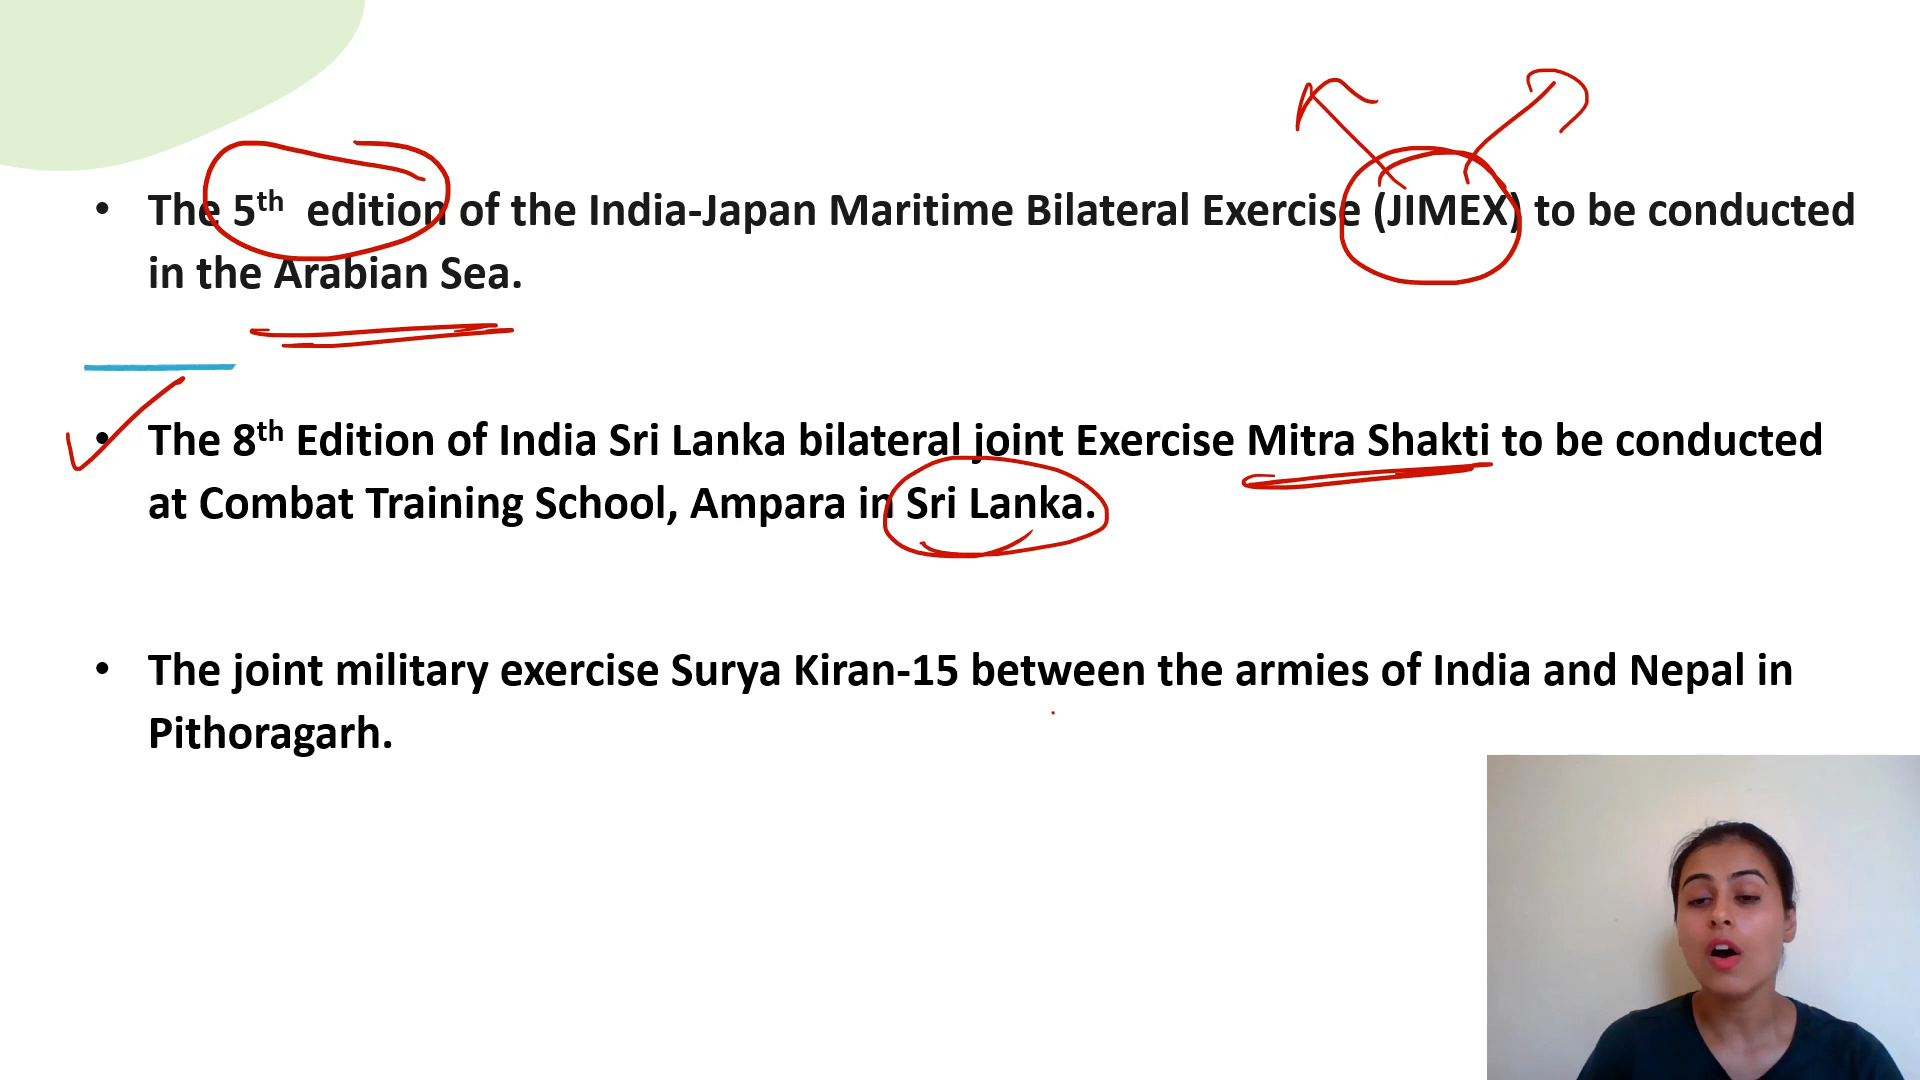 • The 5th edition of the India-Japan Maritime Bilateral Exercise (JIMEX) to be conducted
in the Arabian Sea.
• The 8th Edition of India Sri Lanka bilateral joint Exercise Mitra Shakti to be conducted
at Combat Training School, Ampara in Sri Lanka.
• The joint military exercise Surya Kiran-15 between the armies of India and Nepal in
Pithoragarh.